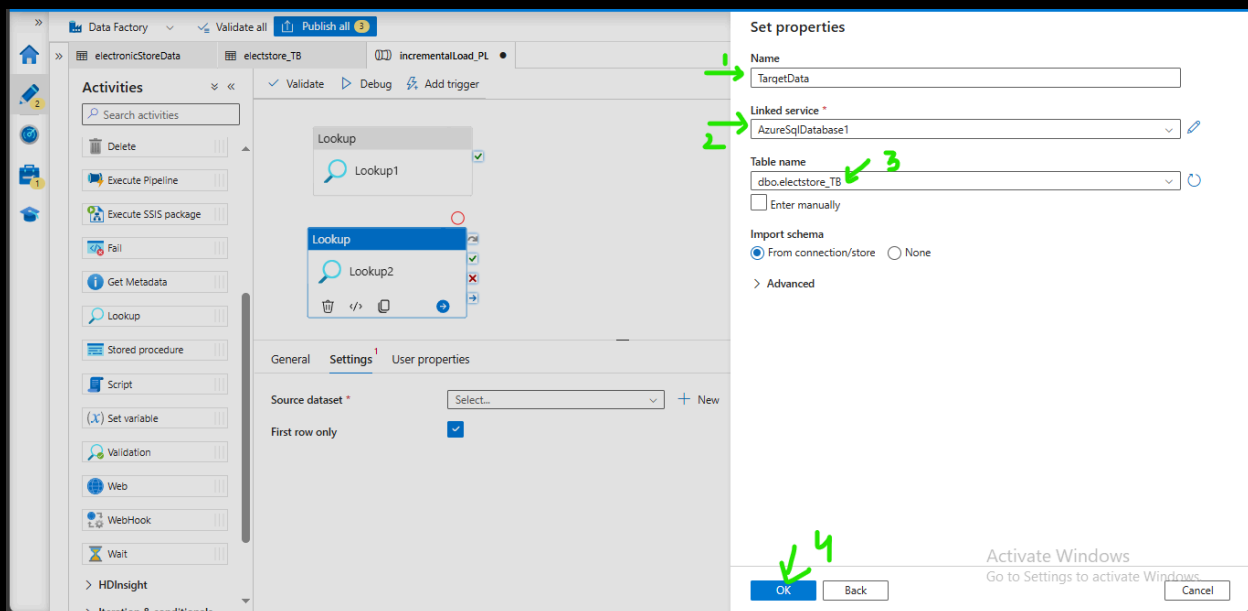 Data Factory
Validate all
Publish all 3
electronicStoreData
electstore_TB
incrementalLoad_PL
2
1
Activities
Search activities
Delete
Execute Pipeline
Execute SSIS package
Fail
Get Metadata
Lookup
Stored procedure
Script
(x) Set variable
Validation
Web
WebHook
Wait
HDInsight
Validate
Debug
Add trigger
Lookup
Lookup1
Lookup
Lookup2
General
Settings 1
User properties
Source dataset *
Select...
New
First row only
Set properties
1
Name
TargetData
2
Linked service *
AzureSqlDatabase1
3
Table name
dbo.electstore_TB
Enter manually
Import schema
From connection/store
None
Advanced
4
OK
Back
Cancel
Activate Windows
Go to Settings to activate Windows.